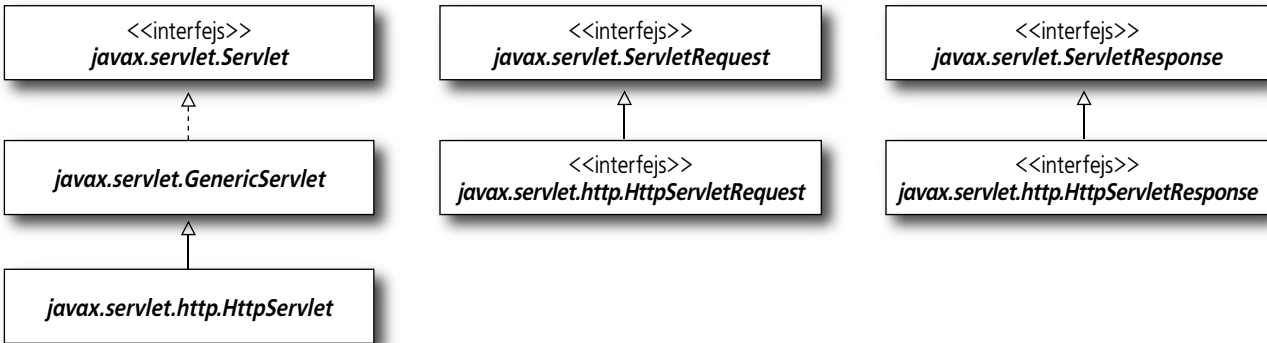 <<interfejs>>
javax.servlet.Servlet
<<interfejs>>
javax.servlet.ServletRequest
<<interfejs>>
javax.servlet.ServletResponse
javax.servlet.GenericServlet
<<interfejs>>
javax.servlet.http.HttpServletRequest
<<interfejs>>
javax.servlet.http.HttpServletResponse
javax.servlet.http.HttpServlet